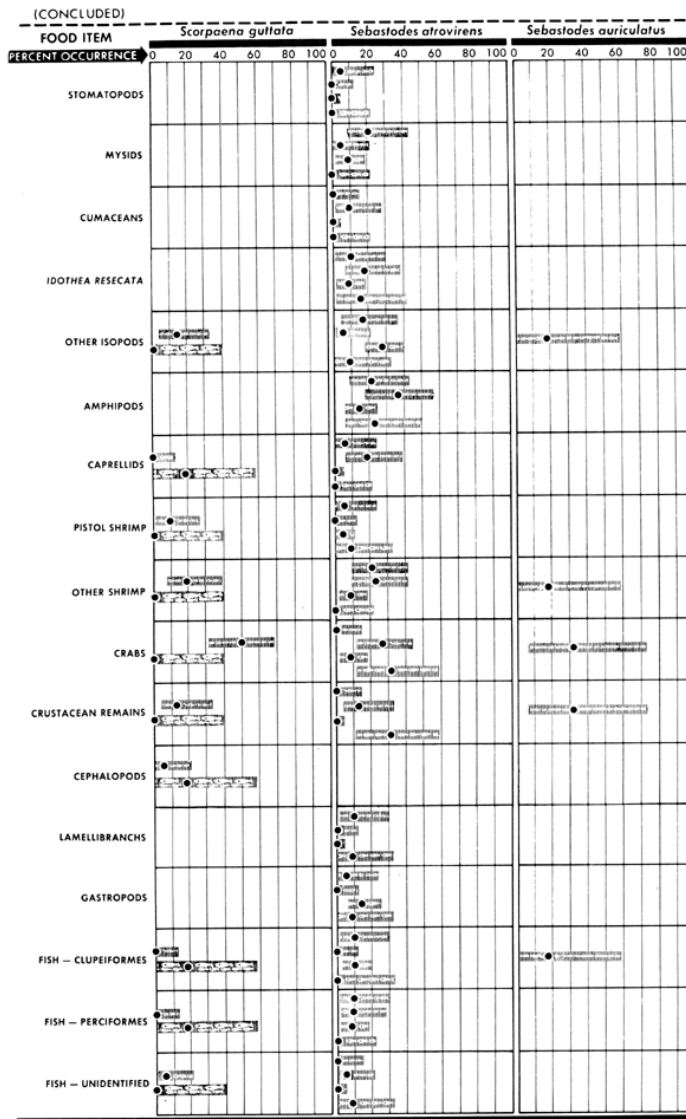 (CONCLUDED)
FOOD ITEM Scorpaena guttata Sebastodes atrovirens Sebastodes auriculatus
PERCENT OCCURRENCE 0 20 40 60 80 100 0 20 40 60 80 100 0 20 40 60 80 100
STOMATOPODS
MYSIDS
CUMACEANS
IDOTHEA RESECATA
OTHER ISOPODS
AMPHIPODS
CAPRELLIDS
PISTOL SHRIMP
OTHER SHRIMP
CRABS
CRUSTACEAN REMAINS
CEPHALOPODS
LAMELLIBRANCHS
GASTROPODS
FISH — CLUPEIFORMES
FISH — PERCIFORMES
FISH — UNIDENTIFIED